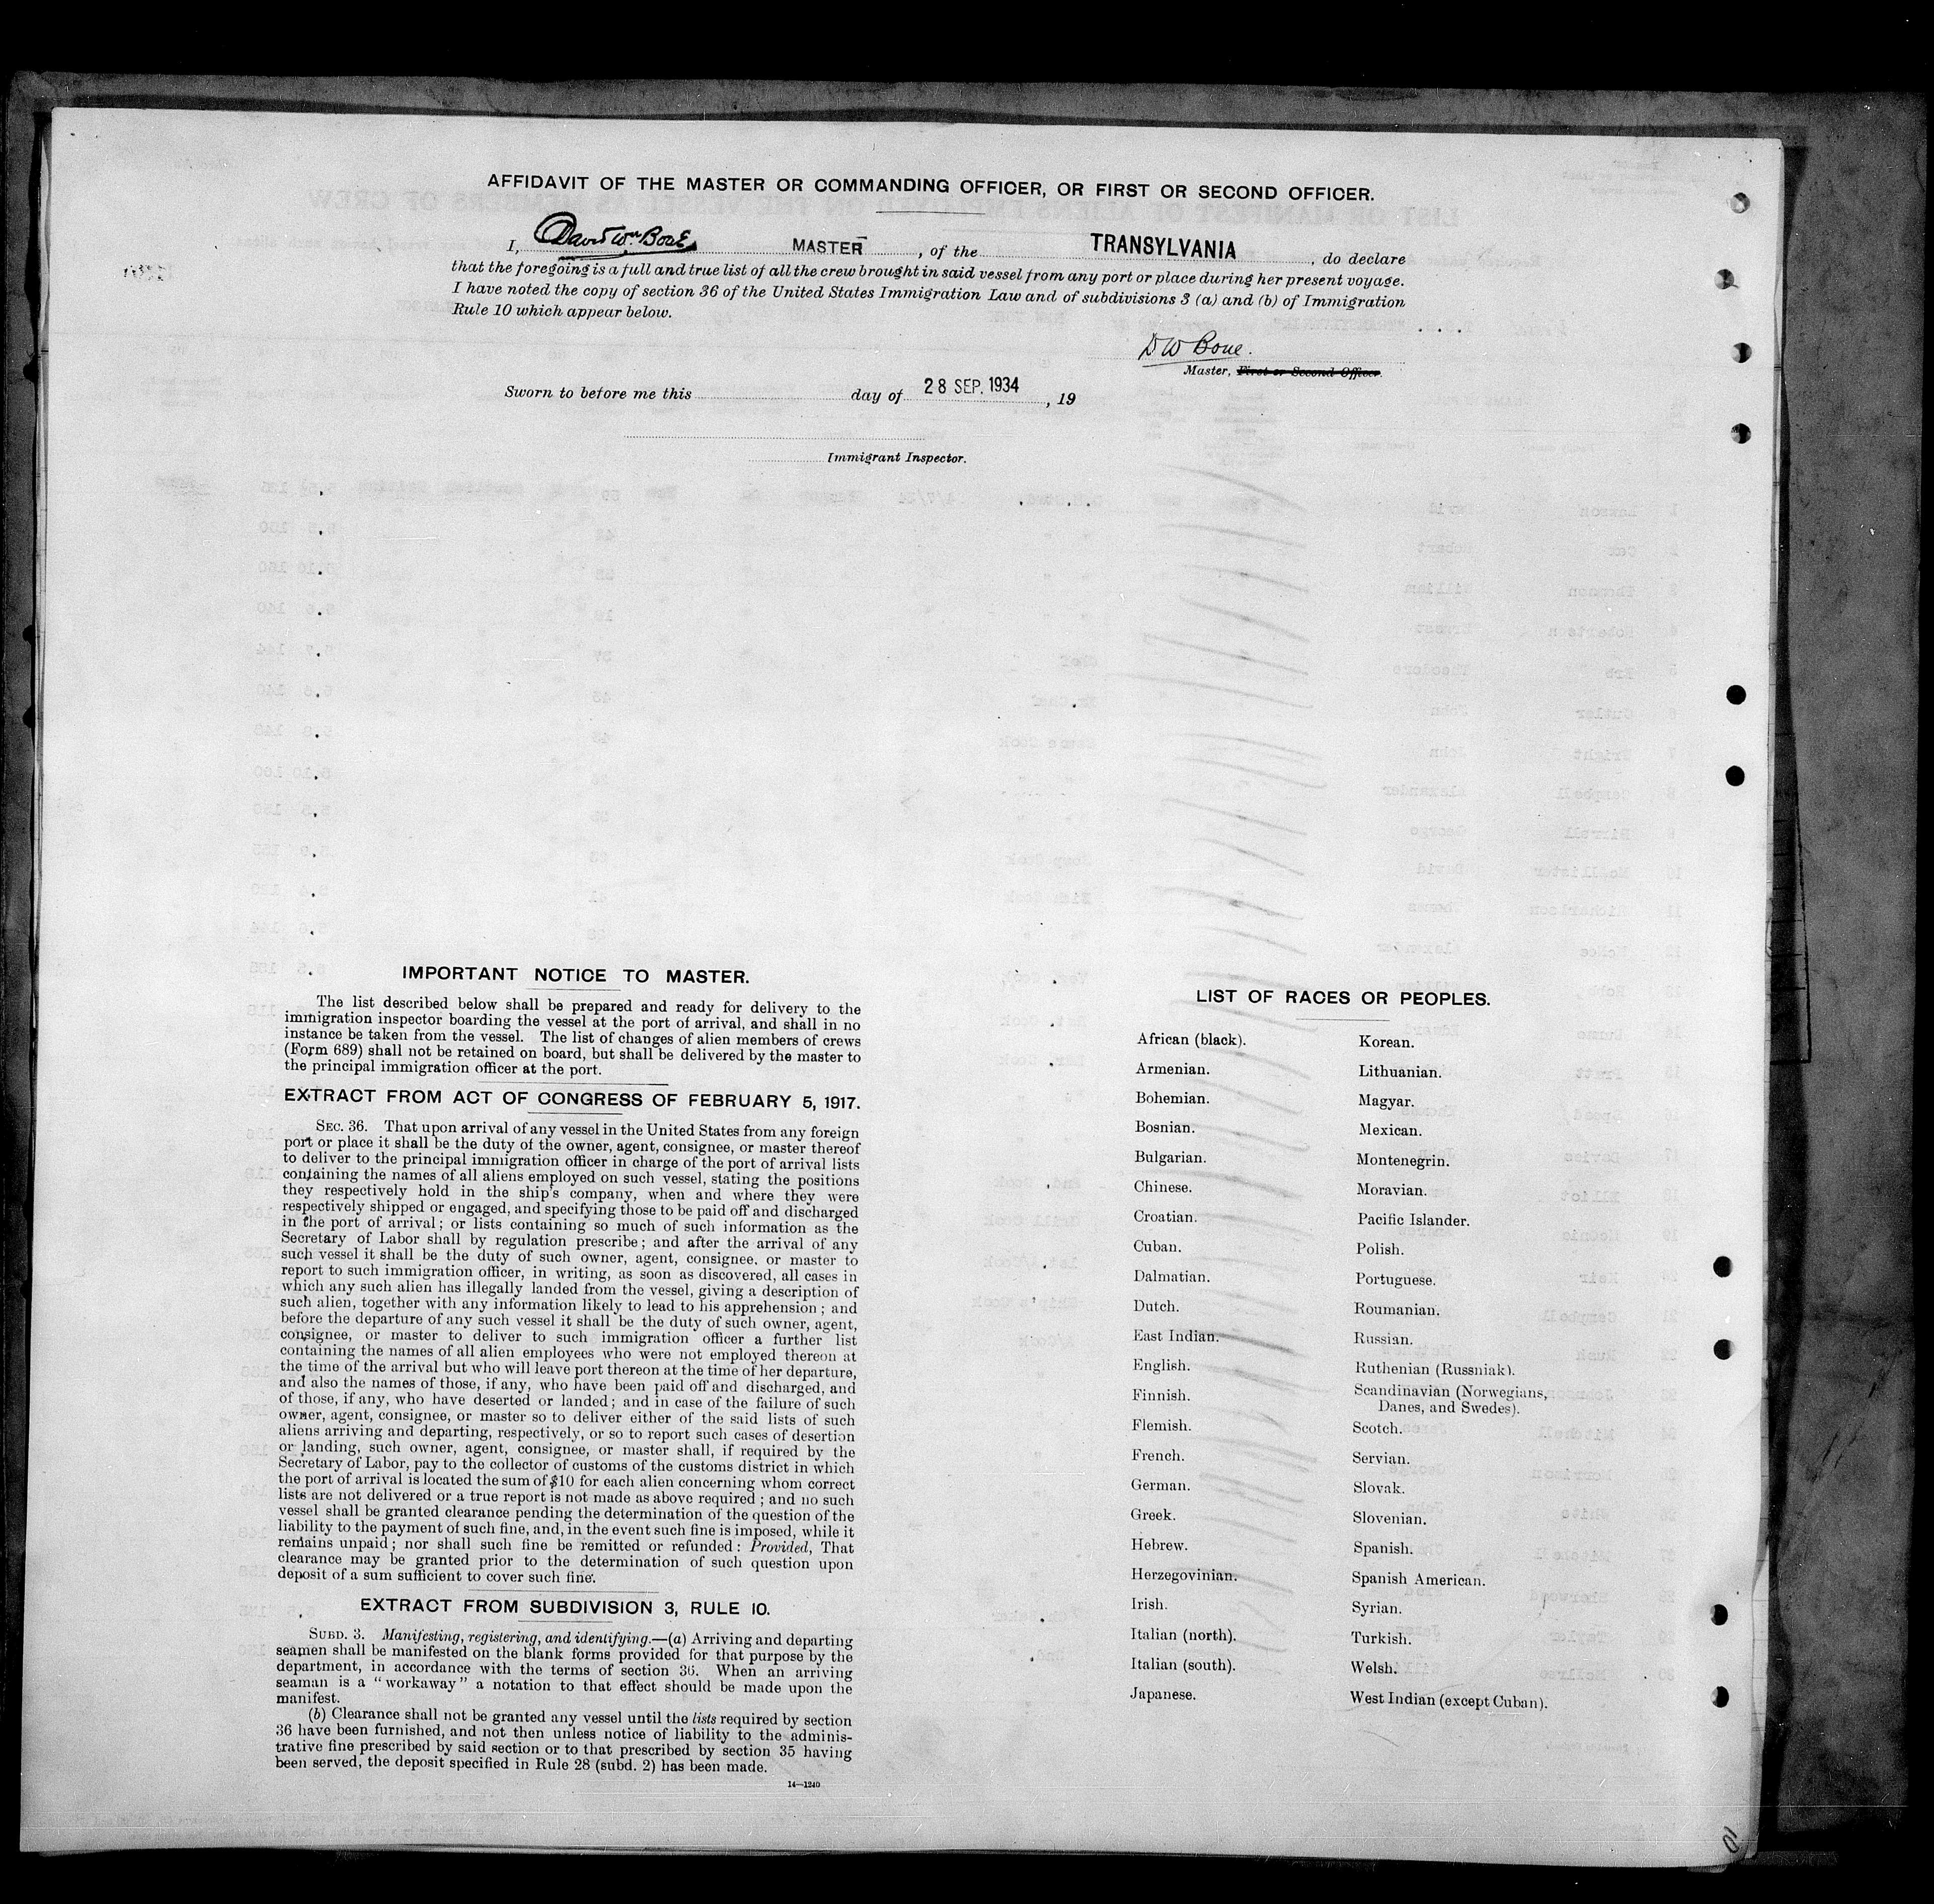 AFFIDAVIT OF THE MASTER OR COMMANDING OFFICER, OR FIRST OR SECOND OFFICER.
I, David Wm. Bone, MASTER, of the TRANSYLVANIA, do declare
that the foregoing is a full and true list of all the crew brought in said vessel from any port or place during her present voyage.
I have noted the copy of section 36 of the United States Immigration Law and of subdivisions 3 (a) and (b) of Immigration
Rule 10 which appear below.
D W Bone.
Master, First or Second Officer.
Sworn to before me this day of 28 SEP. 1934, 19
Immigrant Inspector.
IMPORTANT NOTICE TO MASTER.
The list described below shall be prepared and ready for delivery to the
immigration inspector boarding the vessel at the port of arrival, and shall in no
instance be taken from the vessel. The list of changes of alien members of crews
(Form 689) shall not be retained on board, but shall be delivered by the master to
the principal immigration officer at the port.
EXTRACT FROM ACT OF CONGRESS OF FEBRUARY 5, 1917.
SEC. 36. That upon arrival of any vessel in the United States from any foreign
port or place it shall be the duty of the owner, agent, consignee, or master thereof
to deliver to the principal immigration officer in charge of the port of arrival lists
containing the names of all aliens employed on such vessel, stating the positions
they respectively hold in the ship's company, when and where they were
respectively shipped or engaged, and specifying those to be paid off and discharged
in the port of arrival; or lists containing so much of such information as the
Secretary of Labor shall by regulation prescribe; and after the arrival of any
such vessel it shall be the duty of such owner, agent, consignee, or master to
report to such immigration officer, in writing, as soon as discovered, all cases in
which any such alien has illegally landed from the vessel, giving a description of
such alien, together with any information likely to lead to his apprehension; and
before the departure of any such vessel it shall be the duty of such owner, agent,
consignee, or master to deliver to such immigration officer a further list
containing the names of all alien employees who were not employed thereon at
the time of the arrival but who will leave port thereon at the time of her departure,
and also the names of those, if any, who have been paid off and discharged, and
of those, if any, who have deserted or landed; and in case of the failure of such
owner, agent, consignee, or master so to deliver either of the said lists of such
aliens arriving and departing, respectively, or so to report such cases of desertion
or landing, such owner, agent, consignee, or master shall, if required by the
Secretary of Labor, pay to the collector of customs of the customs district in which
the port of arrival is located the sum of $10 for each alien concerning whom correct
lists are not delivered or a true report is not made as above required; and no such
vessel shall be granted clearance pending the determination of the question of the
liability to the payment of such fine, and, in the event such fine is imposed, while it
remains unpaid; nor shall such fine be remitted or refunded: Provided, That
clearance may be granted prior to the determination of such question upon
deposit of a sum sufficient to cover such fine.
EXTRACT FROM SUBDIVISION 3, RULE 10.
SUBD. 3. Manifesting, registering, and identifying.—(a) Arriving and departing
seamen shall be manifested on the blank forms provided for that purpose by the
department, in accordance with the terms of section 36. When an arriving
seaman is a "workaway" a notation to that effect should be made upon the
manifest.
(b) Clearance shall not be granted any vessel until the lists required by section
36 have been furnished, and not then unless notice of liability to the adminis-
trative fine prescribed by said section or to that prescribed by section 35 having
been served, the deposit specified in Rule 28 (subd. 2) has been made.
14—1240
LIST OF RACES OR PEOPLES.
African (black).
Armenian.
Bohemian.
Bosnian.
Bulgarian.
Chinese.
Croatian.
Cuban.
Dalmatian.
Dutch.
East Indian.
English.
Finnish.
Flemish.
French.
German.
Greek.
Hebrew.
Herzegovinian.
Irish.
Italian (north).
Italian (south).
Japanese.
Korean.
Lithuanian.
Magyar.
Mexican.
Montenegrin.
Moravian.
Pacific Islander.
Polish.
Portuguese.
Roumanian.
Russian.
Ruthenian (Russniak).
Scandinavian (Norwegians,
Danes, and Swedes).
Scotch.
Servian.
Slovak.
Slovenian.
Spanish.
Spanish American.
Syrian.
Turkish.
Welsh.
West Indian (except Cuban).